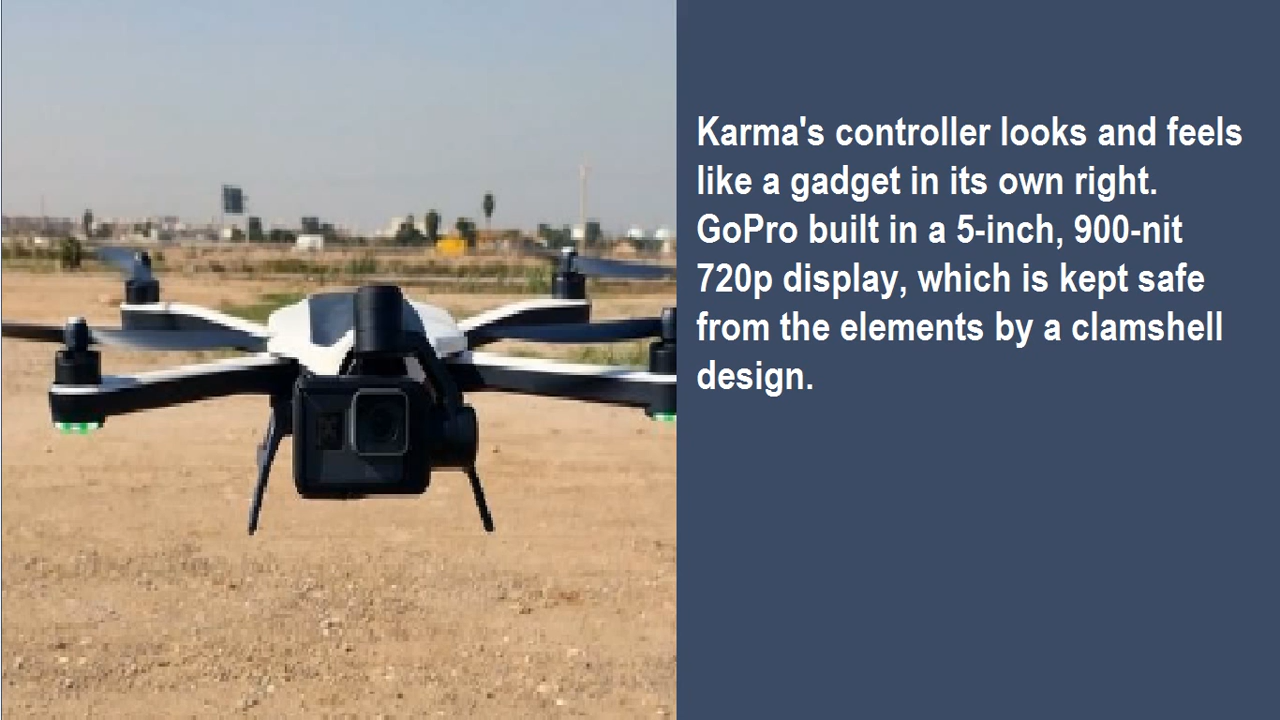 Karma's controller looks and feels
like a gadget in its own right.
GoPro built in a 5-inch, 900-nit
720p display, which is kept safe
from the elements by a clamshell
design.